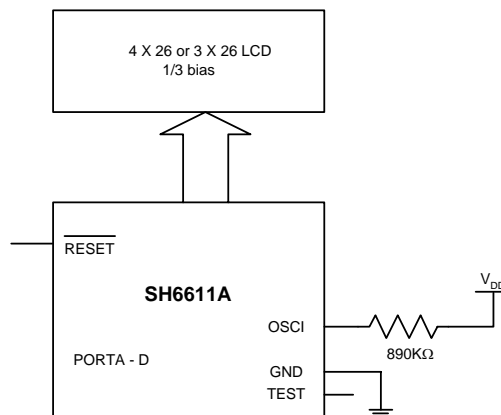 4 X 26 or 3 X 26 LCD
1/3 bias
RESET
SH6611A
VDD
OSCI
890KΩ
PORTA - D
GND
TEST